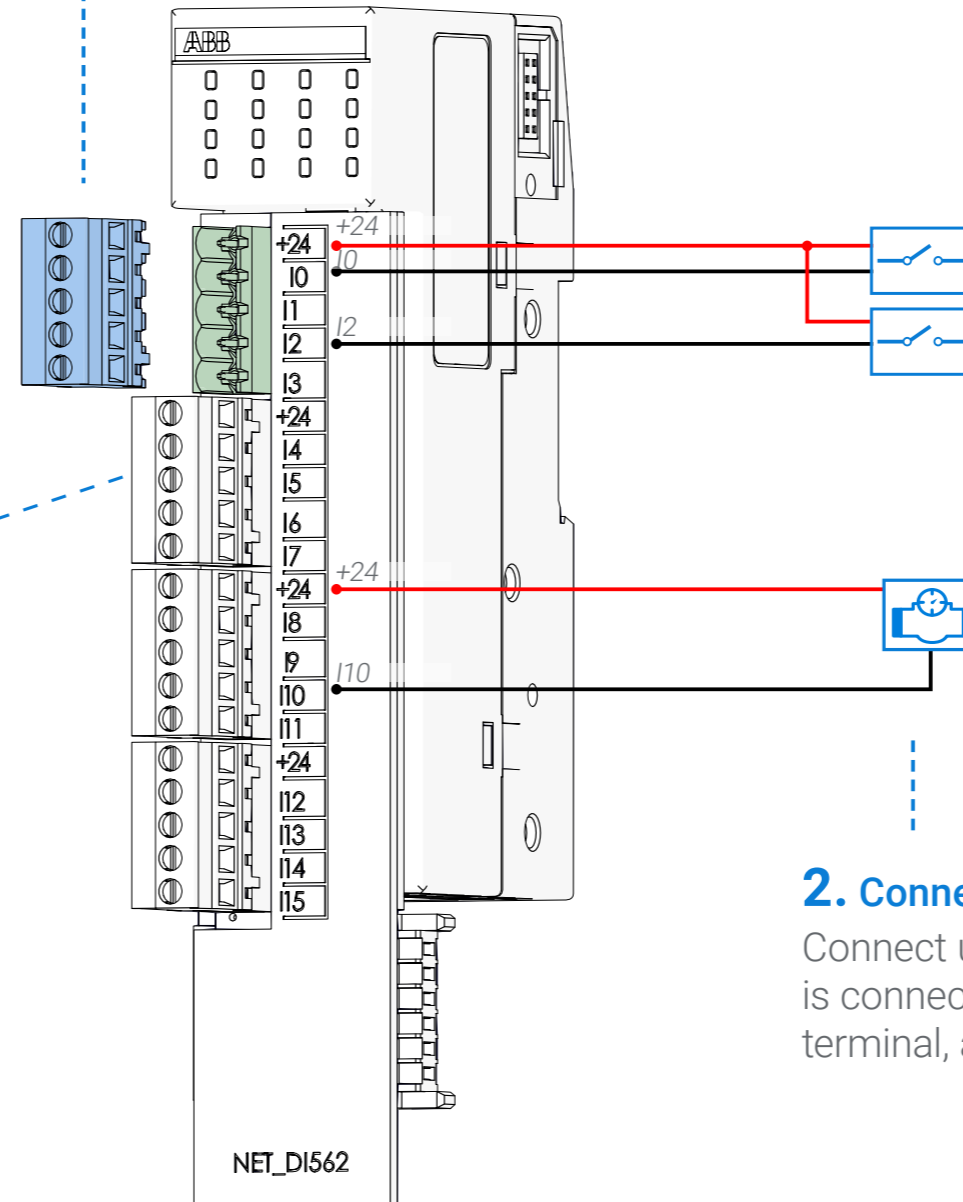 ABB
+24
+24
I0
I0
I1
I2
I2
I3
+24
I4
I5
I6
I7
+24
+24
I8
I9
I10
I10
I11
+24
I12
I13
I14
I15
2. Conne
Connect u
is connec
terminal, a
NET_DI562